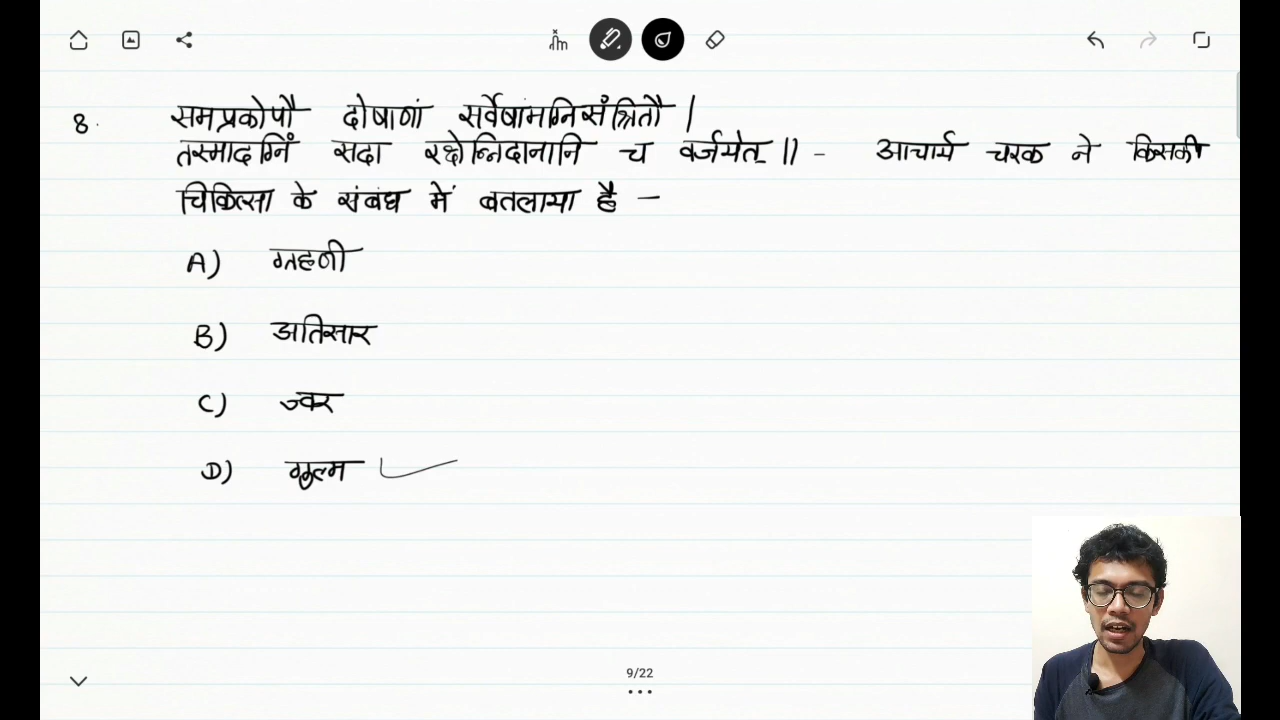 8. समप्रकोपौ दोषाणां सर्वेषांमग्निसंश्रितौ |
तस्मादग्निं सदा रक्षेन्निदानानि च वर्जयेत् || - आचार्य चरक ने किसकी
चिकित्सा के संबंध में बतलाया है -
A) ग्रहणी
B) अतिसार
C) ज्वर
D) गुल्म
9/22